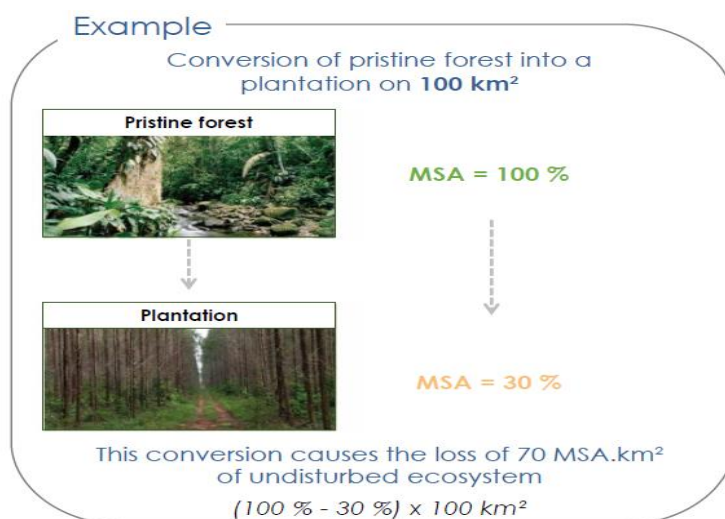 Example
Conversion of pristine forest into a
plantation on 100 km²
Pristine forest
MSA = 100 %
Plantation
MSA = 30 %
This conversion causes the loss of 70 MSA.km²
of undisturbed ecosystem
(100 % - 30 %) x 100 km²